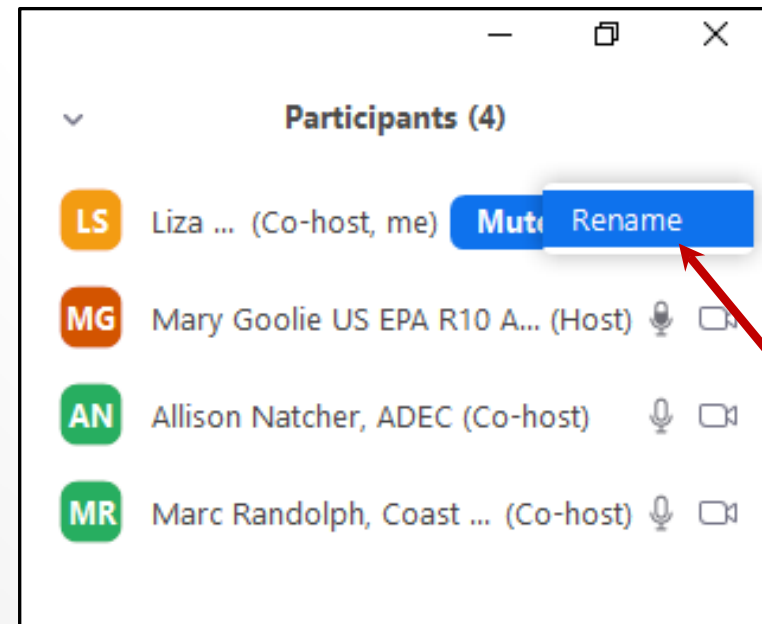 Participants (4)
LS Liza ... (Co-host, me) Mute Rename
MG Mary Goolie US EPA R10 A... (Host)
AN Allison Natcher, ADEC (Co-host)
MR Marc Randolph, Coast ... (Co-host)